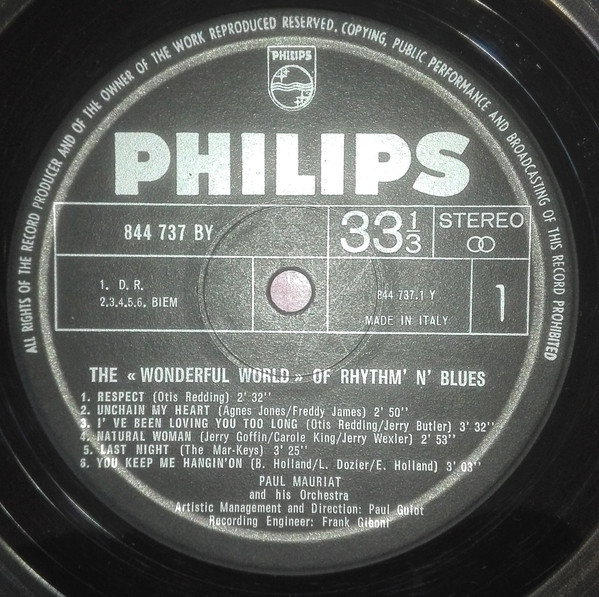 ALL RIGHTS OF THE RECORD PRODUCER AND OF THE OWNER OF THE WORK REPRODUCED RESERVED. COPYING, PUBLIC PERFORMANCE AND BROADCASTING OF THIS RECORD PROHIBITED
PHILIPS
PHILIPS
844 737 BY
33 1/3
STEREO
1. D. R.
2.3.4.5.6. BIEM
844 737.1 Y
MADE IN ITALY
1
THE « WONDERFUL WORLD » OF RHYTHM' N' BLUES
1. RESPECT (Otis Redding) 2' 32''
2. UNCHAIN MY HEART (Agnes Jones/Freddy James) 2' 50''
3. I' VE BEEN LOVING YOU TOO LONG (Otis Redding/Jerry Butler) 3' 32''
4. NATURAL WOMAN (Jerry Goffin/Carole King/Jerry Wexler) 2' 53''
5. LAST NIGHT (The Mar-Keys) 3' 25''
6. YOU KEEP ME HANGIN'ON (B. Holland/L. Dozier/E. Holland) 3' 03''
PAUL MAURIAT
and his Orchestra
Artistic Management and Direction: Paul Gulot
Recording Engineer: Frank Giboni